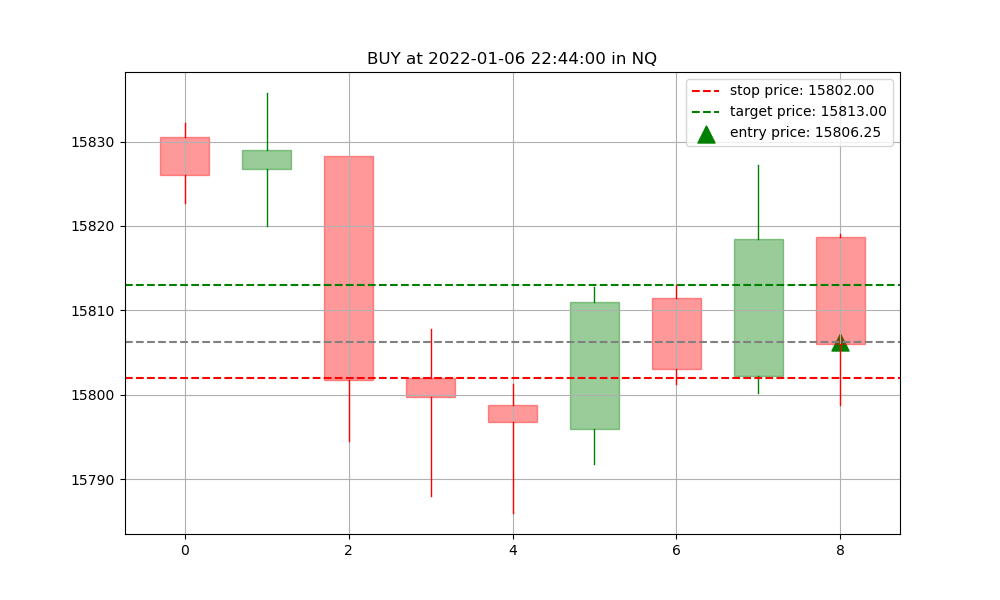 BUY at 2022-01-06 22:44:00 in NQ
stop price: 15802.00
target price: 15813.00
entry price: 15806.25
15830
15820
15810
15800
15790
0 2 4 6 8